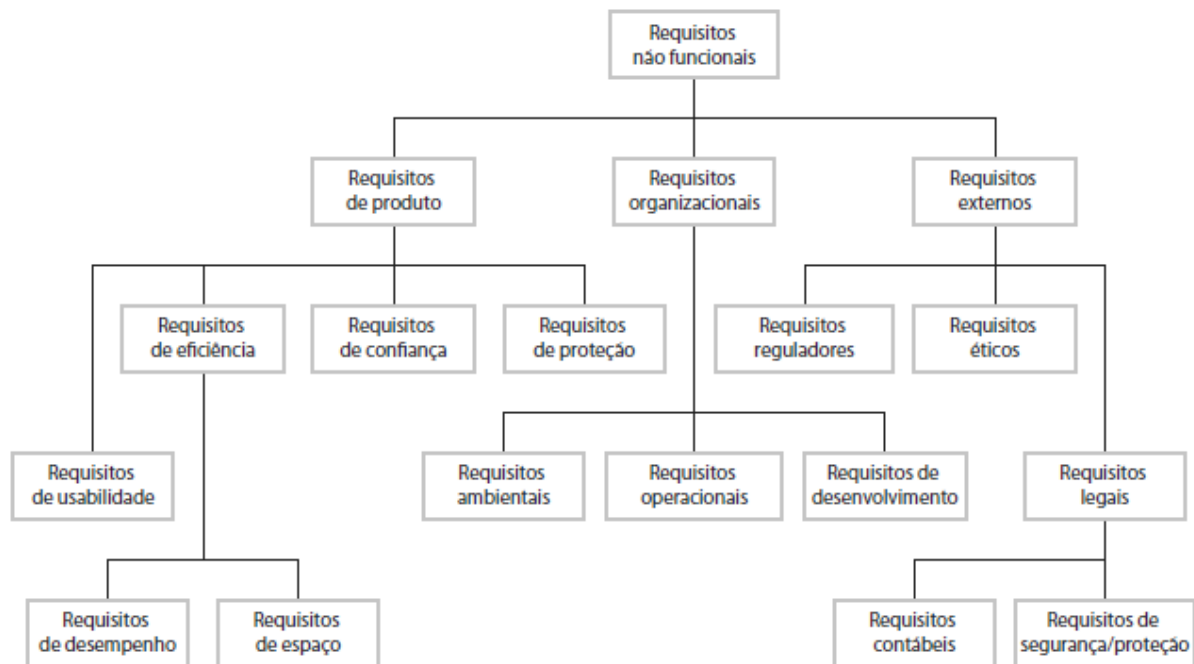 Requisitos
não funcionais
Requisitos
de produto
Requisitos
organizacionais
Requisitos
externos
Requisitos
de eficiência
Requisitos
de confiança
Requisitos
de proteção
Requisitos
reguladores
Requisitos
éticos
Requisitos
de usabilidade
Requisitos
ambientais
Requisitos
operacionais
Requisitos de
desenvolvimento
Requisitos
legais
Requisitos
de desempenho
Requisitos
de espaço
Requisitos
contábeis
Requisitos de
segurança/proteção